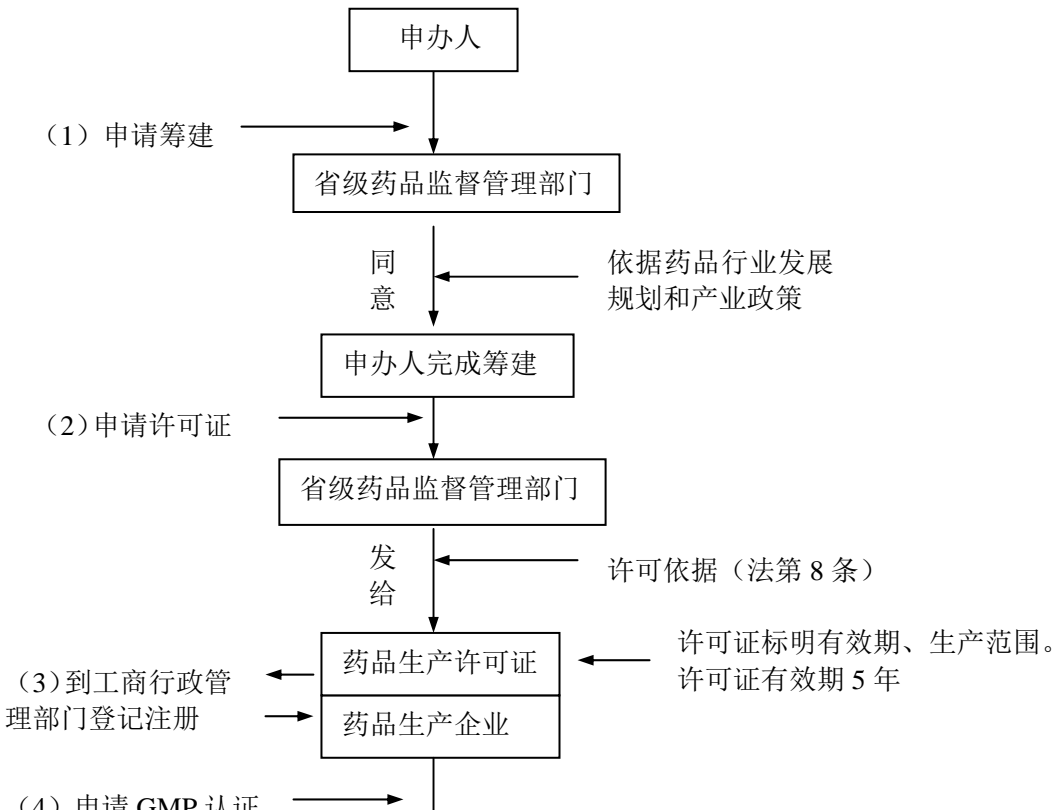 申办人
（1）申请筹建
省级药品监督管理部门
同
意
依据药品行业发展
规划和产业政策
申办人完成筹建
（2）申请许可证
省级药品监督管理部门
发
给
许可依据（法第 8 条）
药品生产许可证
许可证标明有效期、生产范围。
许可证有效期 5 年
（3）到工商行政管
理部门登记注册
药品生产企业
（4）申请 GMP 认证